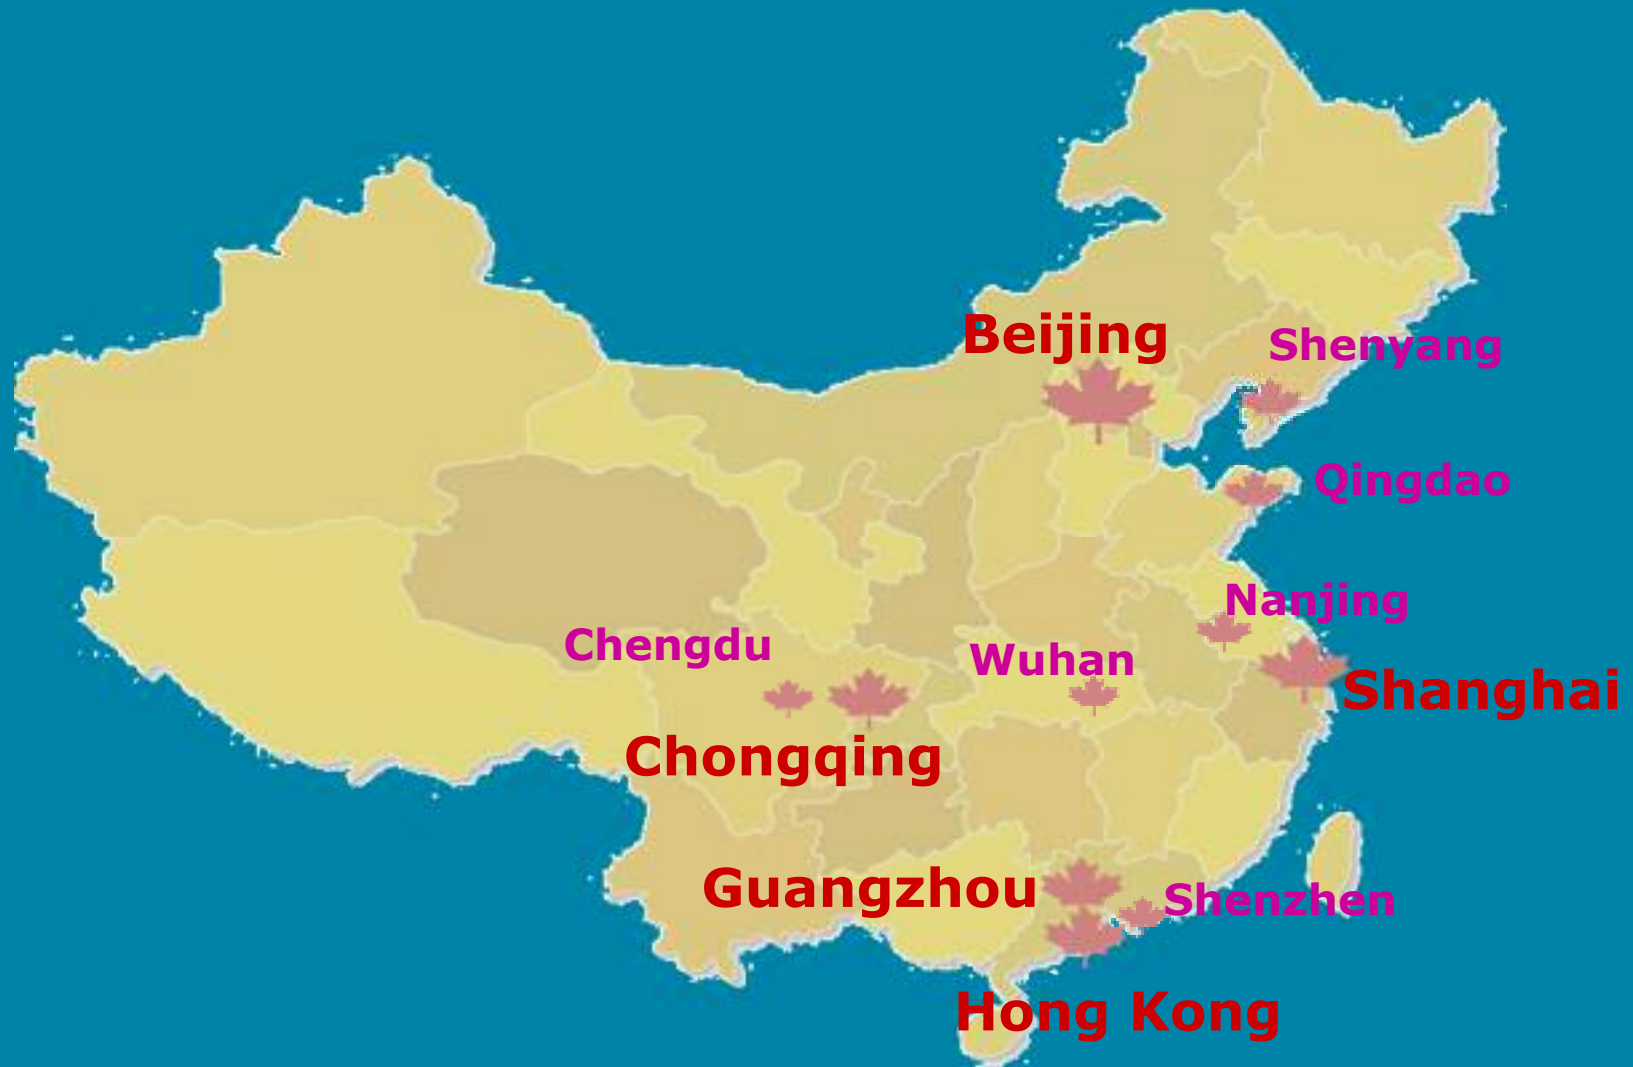 Beijing
Shenyang
Qingdao
Nanjing
Chengdu
Wuhan
Shanghai
Chongqing
Guangzhou
Shenzhen
Hong Kong